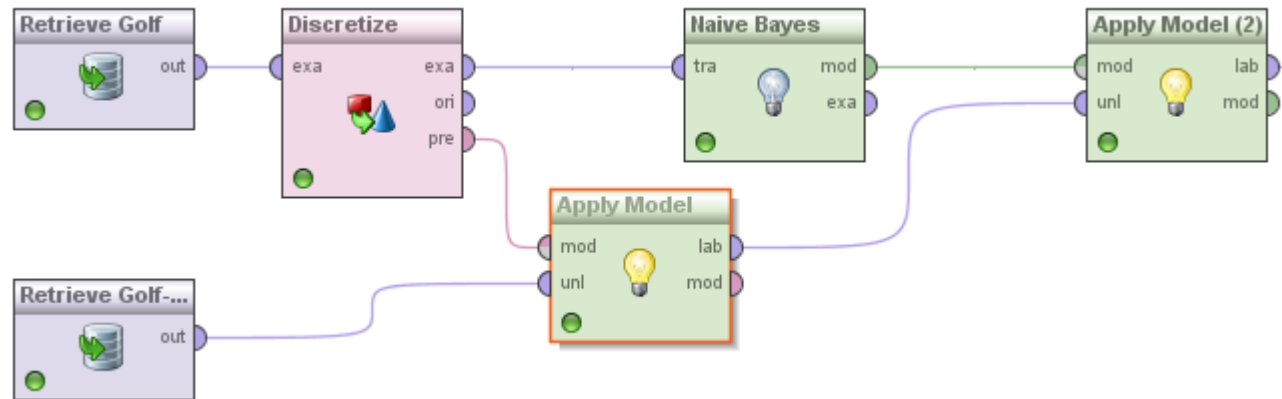 Retrieve Golf
out
Discretize
exa
exa
ori
pre
Naive Bayes
tra
mod
exa
Apply Model (2)
mod
lab
unl
mod
Apply Model
mod
lab
unl
mod
Retrieve Golf-...
out